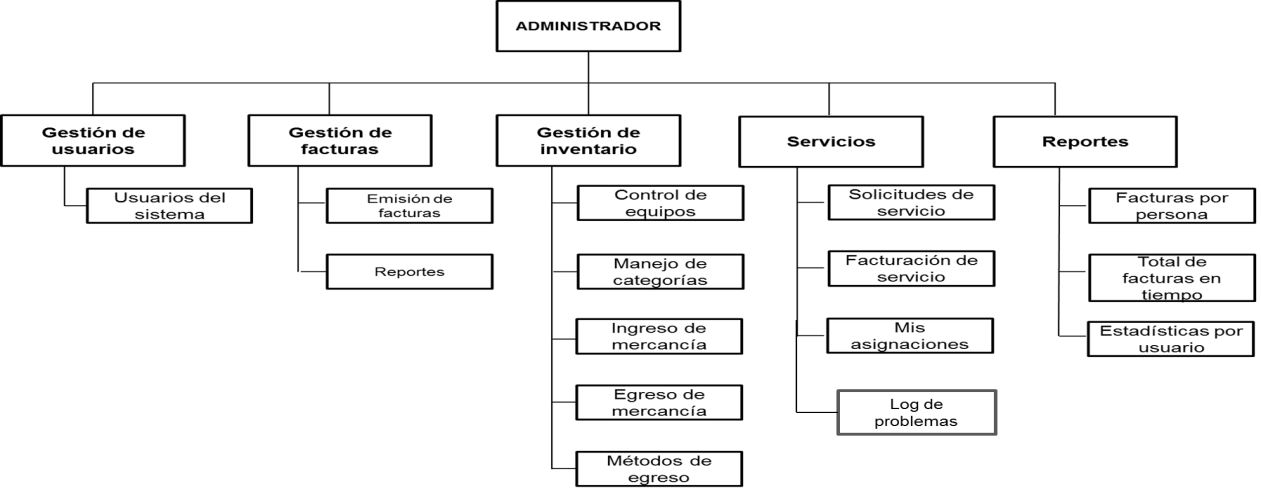 ADMINISTRADOR
Gestión de
usuarios
Usuarios del
sistema
Gestión de
facturas
Emisión de
facturas
Reportes
Gestión de
inventario
Control de
equipos
Manejo de
categorías
Ingreso de
mercancía
Egreso de
mercancía
Métodos de
egreso
Servicios
Solicitudes de
servicio
Facturación de
servicio
Mis
asignaciones
Log de
problemas
Reportes
Facturas por
persona
Total de
facturas en
tiempo
Estadísticas por
usuario